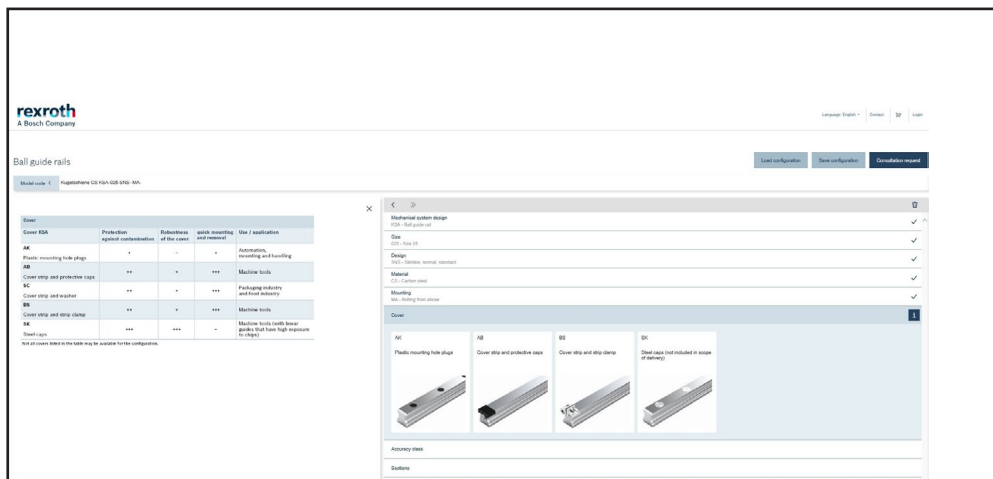 rexroth
A Bosch Company
Language: English
Contact
Login
Ball guide rails
Load configuration
Save configuration
Consultation request
Model code
Kugelschiene CS KSA-025-SNS-MA-
Cover
Cover KSA
Protection against contamination
Robustness of the cover
quick mounting and removal
Use / application
AK
Plastic mounting hole plugs
+
–
+
Automation, mounting and handling
AB
Cover strip and protective caps
++
+
+++
Machine tools
SC
Cover strip and washer
++
+
+++
Packaging industry and food industry
BS
Cover strip and strip clamp
++
+
+++
Machine tools
SK
Steel caps
+++
+++
–
Machine tools (with linear guides that have high exposure to chips)
Not all covers listed in the table may be available for the configuration.
Mechanical system design
KSA - Ball guide rail
Size
025 - Size 25
Design
SNS - Slimline, normal, standard
Material
CS - Carbon steel
Mounting
MA - Bolting from above
Cover
AK
Plastic mounting hole plugs
AB
Cover strip and protective caps
BS
Cover strip and strip clamp
SK
Steel caps (not included in scope of delivery)
Accuracy class
Sections